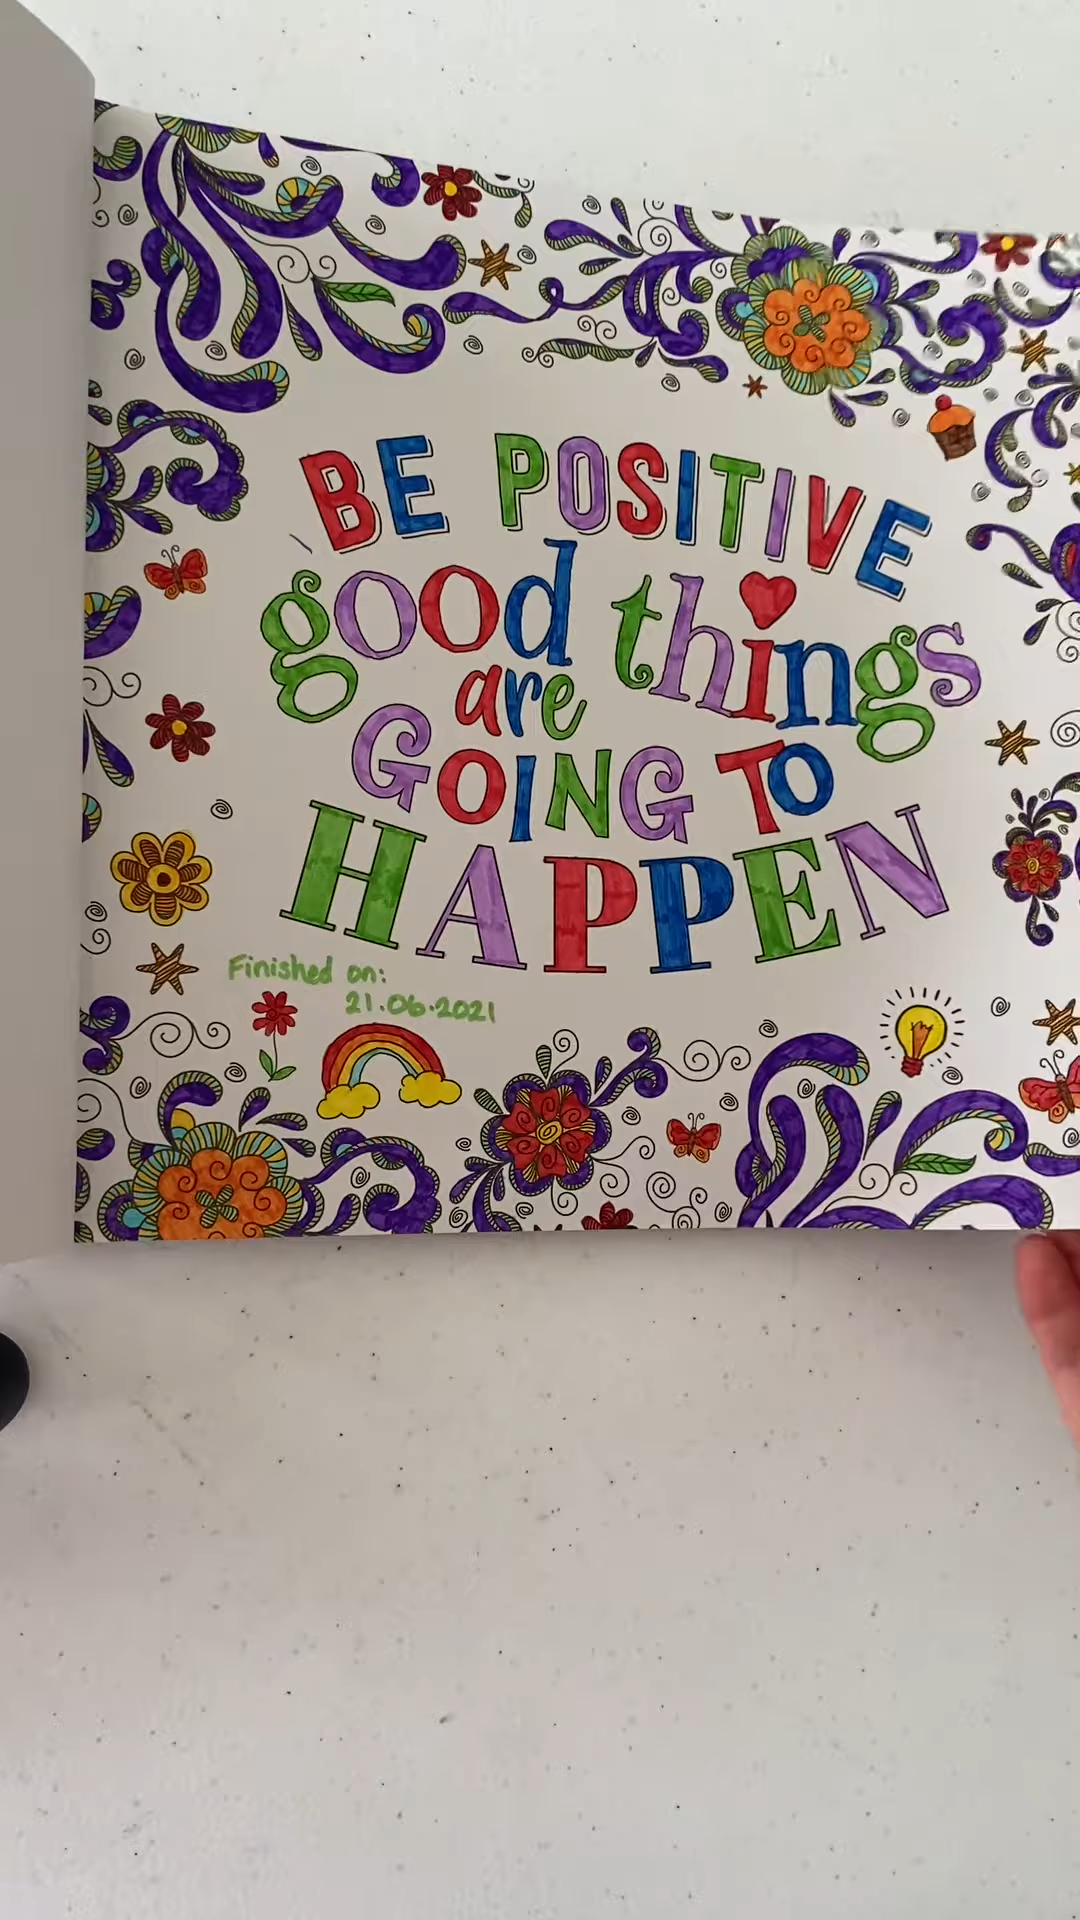 BE POSITIVE
good things
are
GOING TO
HAPPEN
Finished on:
21.06.2021